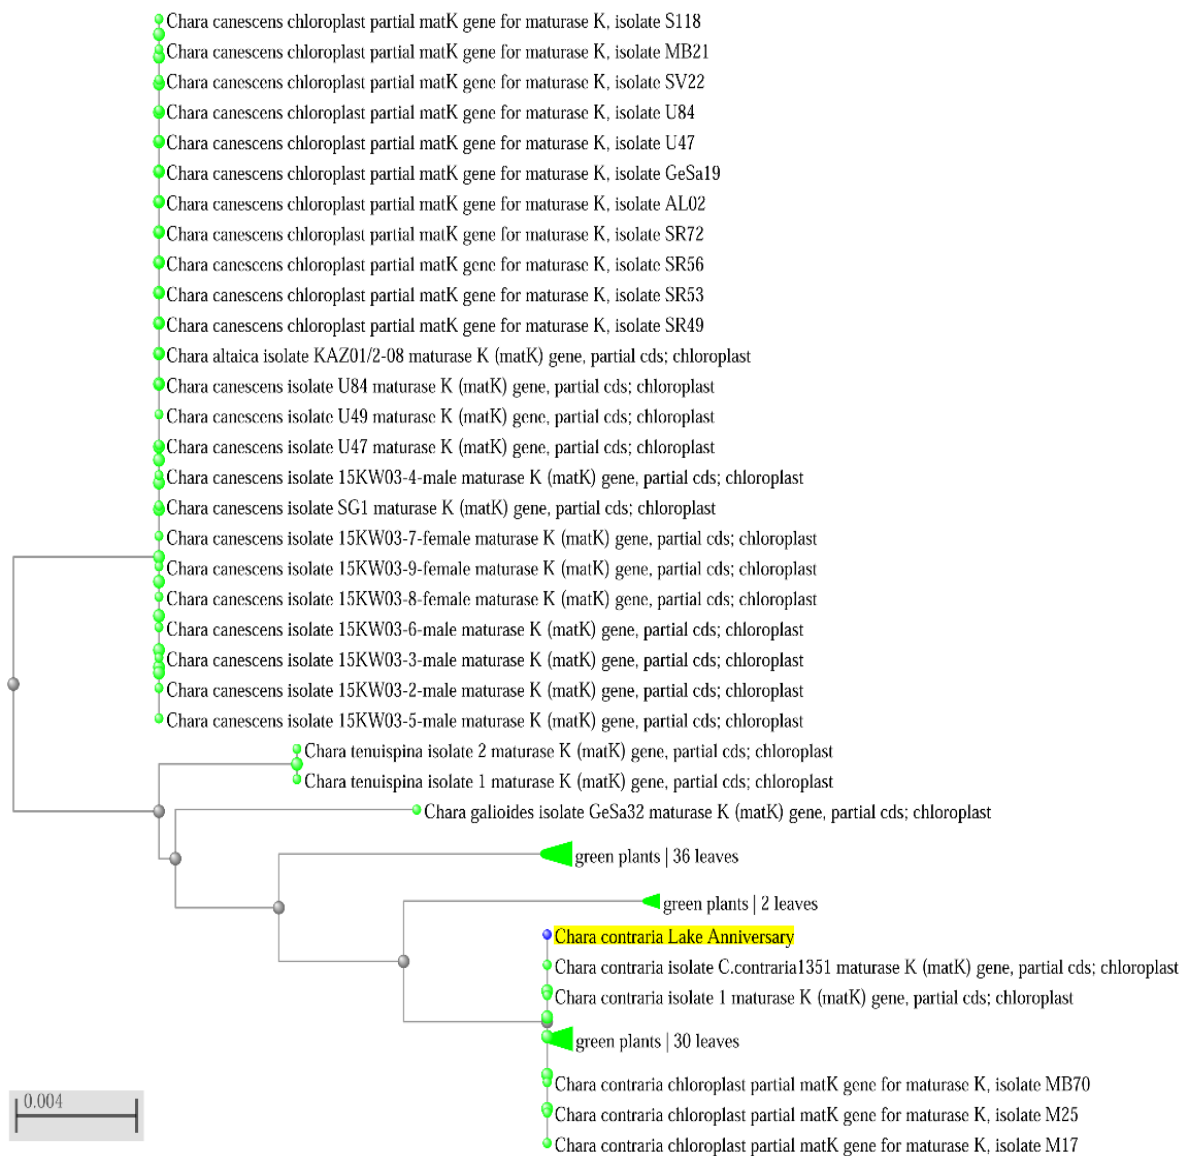 Chara canescens chloroplast partial matK gene for maturase K, isolate S118
Chara canescens chloroplast partial matK gene for maturase K, isolate MB21
Chara canescens chloroplast partial matK gene for maturase K, isolate SV22
Chara canescens chloroplast partial matK gene for maturase K, isolate U84
Chara canescens chloroplast partial matK gene for maturase K, isolate U47
Chara canescens chloroplast partial matK gene for maturase K, isolate GeSa19
Chara canescens chloroplast partial matK gene for maturase K, isolate AL02
Chara canescens chloroplast partial matK gene for maturase K, isolate SR72
Chara canescens chloroplast partial matK gene for maturase K, isolate SR56
Chara canescens chloroplast partial matK gene for maturase K, isolate SR53
Chara canescens chloroplast partial matK gene for maturase K, isolate SR49
Chara altaica isolate KAZ01/2-08 maturase K (matK) gene, partial cds; chloroplast
Chara canescens isolate U84 maturase K (matK) gene, partial cds; chloroplast
Chara canescens isolate U49 maturase K (matK) gene, partial cds; chloroplast
Chara canescens isolate U47 maturase K (matK) gene, partial cds; chloroplast
Chara canescens isolate 15KW03-4-male maturase K (matK) gene, partial cds; chloroplast
Chara canescens isolate SG1 maturase K (matK) gene, partial cds; chloroplast
Chara canescens isolate 15KW03-7-female maturase K (matK) gene, partial cds; chloroplast
Chara canescens isolate 15KW03-9-female maturase K (matK) gene, partial cds; chloroplast
Chara canescens isolate 15KW03-8-female maturase K (matK) gene, partial cds; chloroplast
Chara canescens isolate 15KW03-6-male maturase K (matK) gene, partial cds; chloroplast
Chara canescens isolate 15KW03-3-male maturase K (matK) gene, partial cds; chloroplast
Chara canescens isolate 15KW03-2-male maturase K (matK) gene, partial cds; chloroplast
Chara canescens isolate 15KW03-5-male maturase K (matK) gene, partial cds; chloroplast
Chara tenuispina isolate 2 maturase K (matK) gene, partial cds; chloroplast
Chara tenuispina isolate 1 maturase K (matK) gene, partial cds; chloroplast
Chara galioides isolate GeSa32 maturase K (matK) gene, partial cds; chloroplast
green plants | 36 leaves
green plants | 2 leaves
Chara contraria Lake Anniversary
Chara contraria isolate C.contraria1351 maturase K (matK) gene, partial cds; chloroplast
Chara contraria isolate 1 maturase K (matK) gene, partial cds; chloroplast
green plants | 30 leaves
Chara contraria chloroplast partial matK gene for maturase K, isolate MB70
Chara contraria chloroplast partial matK gene for maturase K, isolate M25
Chara contraria chloroplast partial matK gene for maturase K, isolate M17
0.004